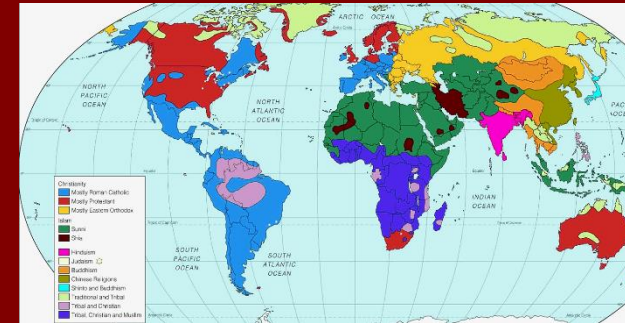 ARCTIC OCEAN
NORTH
PACIFIC
OCEAN
NORTH
ATLANTIC
OCEAN
INDIAN
OCEAN
SOUTH
PACIFIC
OCEAN
SOUTH
ATLANTIC
OCEAN
Christianity
Mostly Roman Catholic
Mostly Protestant
Mostly Eastern Orthodox
Islam
Sunni
Shia
Hinduism
Judaism
Buddhism
Chinese Religions
Shinto and Buddhism
Traditional and Tribal
Tribal and Christian
Tribal, Christian and Muslim